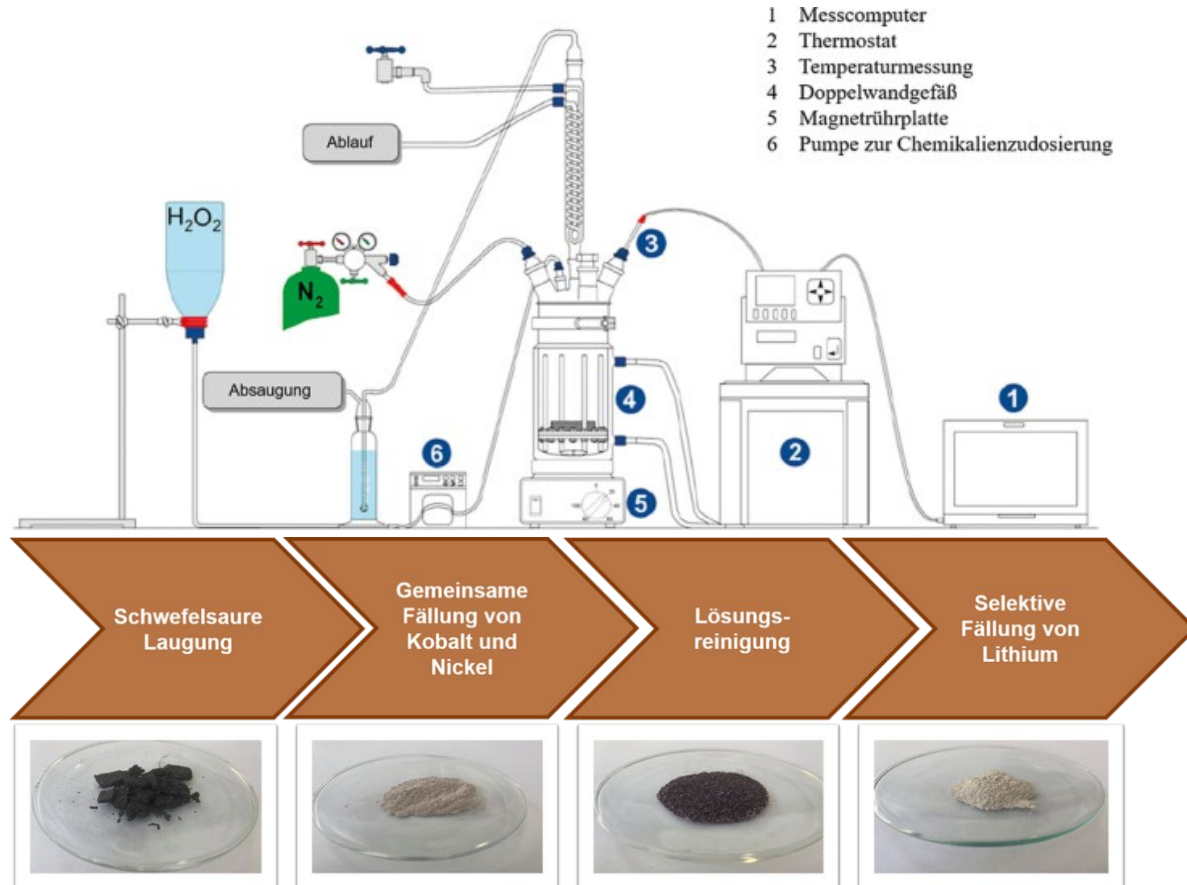 1 Messcomputer
2 Thermostat
3 Temperaturmessung
4 Doppelwandgefäß
5 Magnetrührplatte
6 Pumpe zur Chemikalienzudosierung
Ablauf
H₂O₂
N₂
3
Absaugung
4
1
6
2
5
Schwefelsaure
Laugung
Gemeinsame
Fällung von
Kobalt und
Nickel
Lösungs-
reinigung
Selektive
Fällung von
Lithium